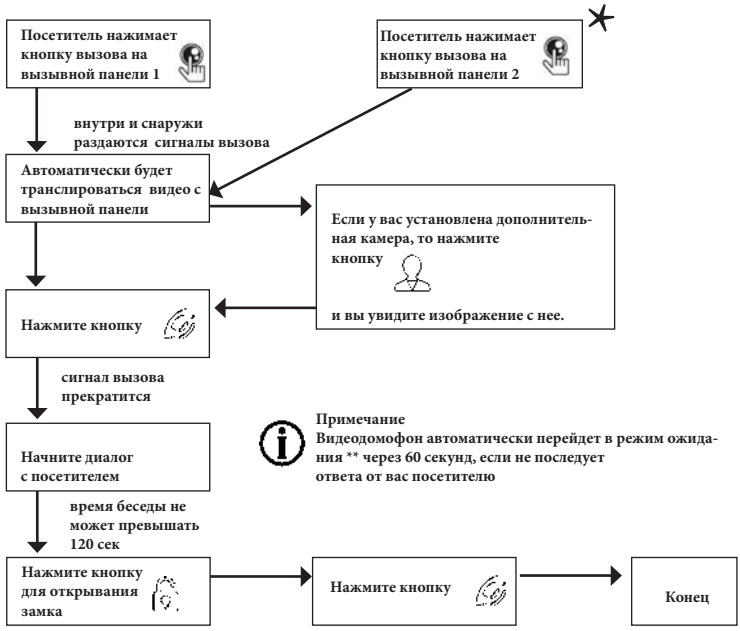 Посетитель нажимает
кнопку вызова на
вызывной панели 1
Посетитель нажимает
кнопку вызова на
вызывной панели 2
внутри и снаружи
раздаются сигналы вызова
Автоматически будет
транслироваться видео с
вызывной панели
Если у вас установлена дополнитель-
ная камера, то нажмите
кнопку
и вы увидите изображение с нее.
Нажмите кнопку
сигнал вызова
прекратится
Примечание
Видеодомофон автоматически перейдет в режим ожида-
ния ** через 60 секунд, если не последует
ответа от вас посетителю
Начните диалог
с посетителем
время беседы не
может превышать
120 сек
Нажмите кнопку
для открывания
замка
Нажмите кнопку
Конец